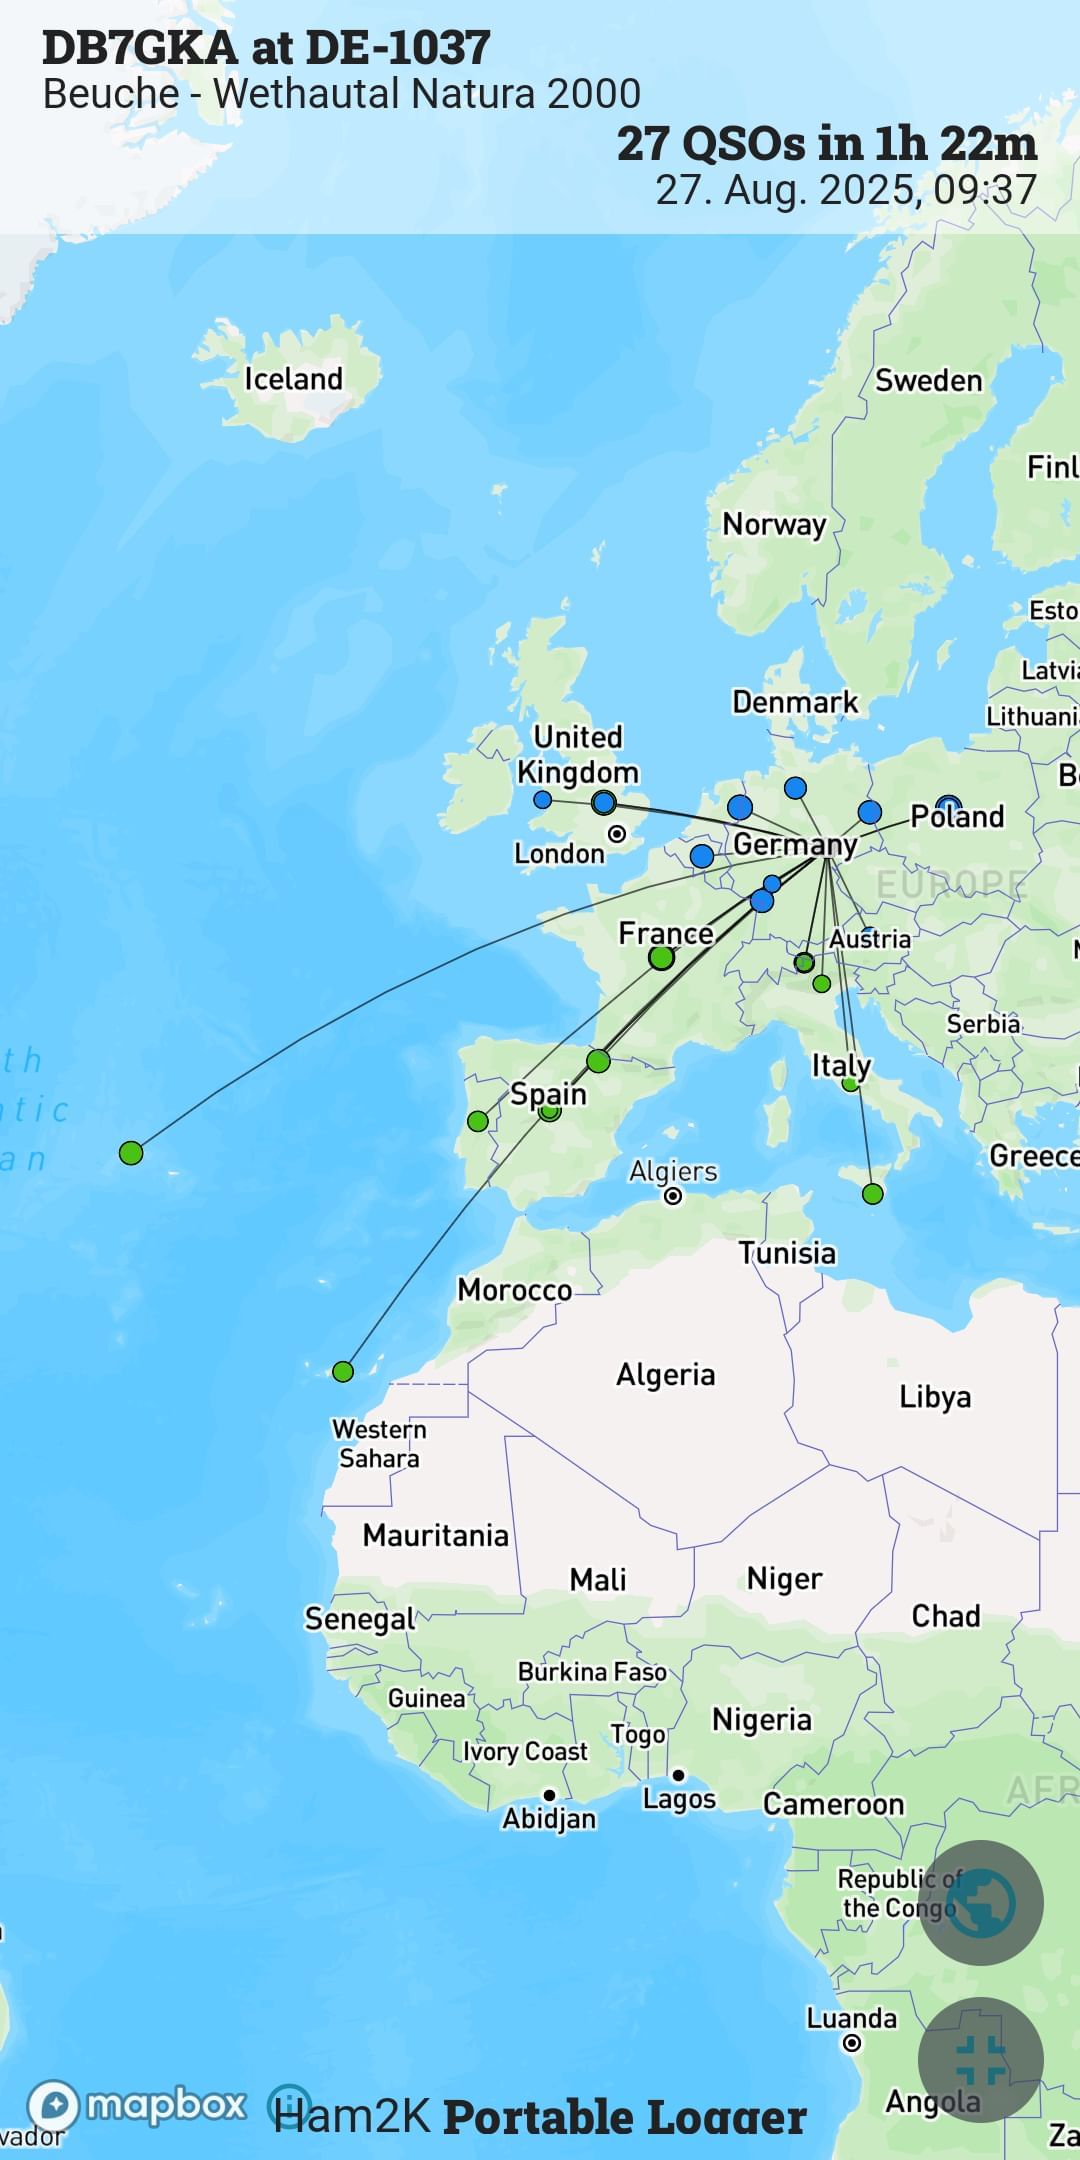 DB7GKA at DE-1037
Beuche - Wethautal Natura 2000
27 QSOs in 1h 22m
27. Aug. 2025, 09:37
Iceland
Sweden
Finl
Norway
Esto
Latvia
Denmark
Lithuani
United
Kingdom
Be
Poland
Germany
London
EUROPE
France
Austria
Serbia
th
Italy
Spain
ntic
an
Greece
Algiers
Tunisia
Morocco
Algeria
Libya
Western
Sahara
Mauritania
Mali
Niger
Senegal
Chad
Burkina Faso
Guinea
Nigeria
Togo
Ivory Coast
AFR
Lagos
Cameroon
Abidjan
Republic of
the Congo
Luanda
Angola
mapbox
Ham2K Portable Logger
vador
Za